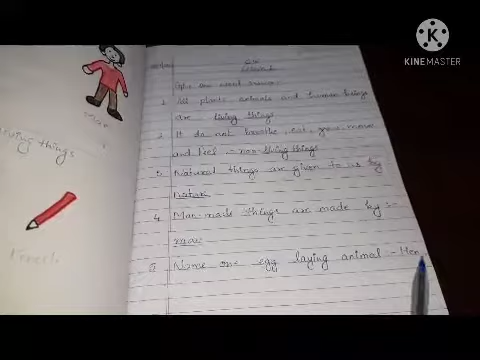 KINEMASTER
Give one word answer
1. All plants, animals and human beings
are living things
2. It do not breathe, eat, grow, move
and feel - non living things
3. Natural things are given to us by
nature
4. Man-made things are made by -
man
5. Name one egg laying animal - Hen
man
living things
Pencil